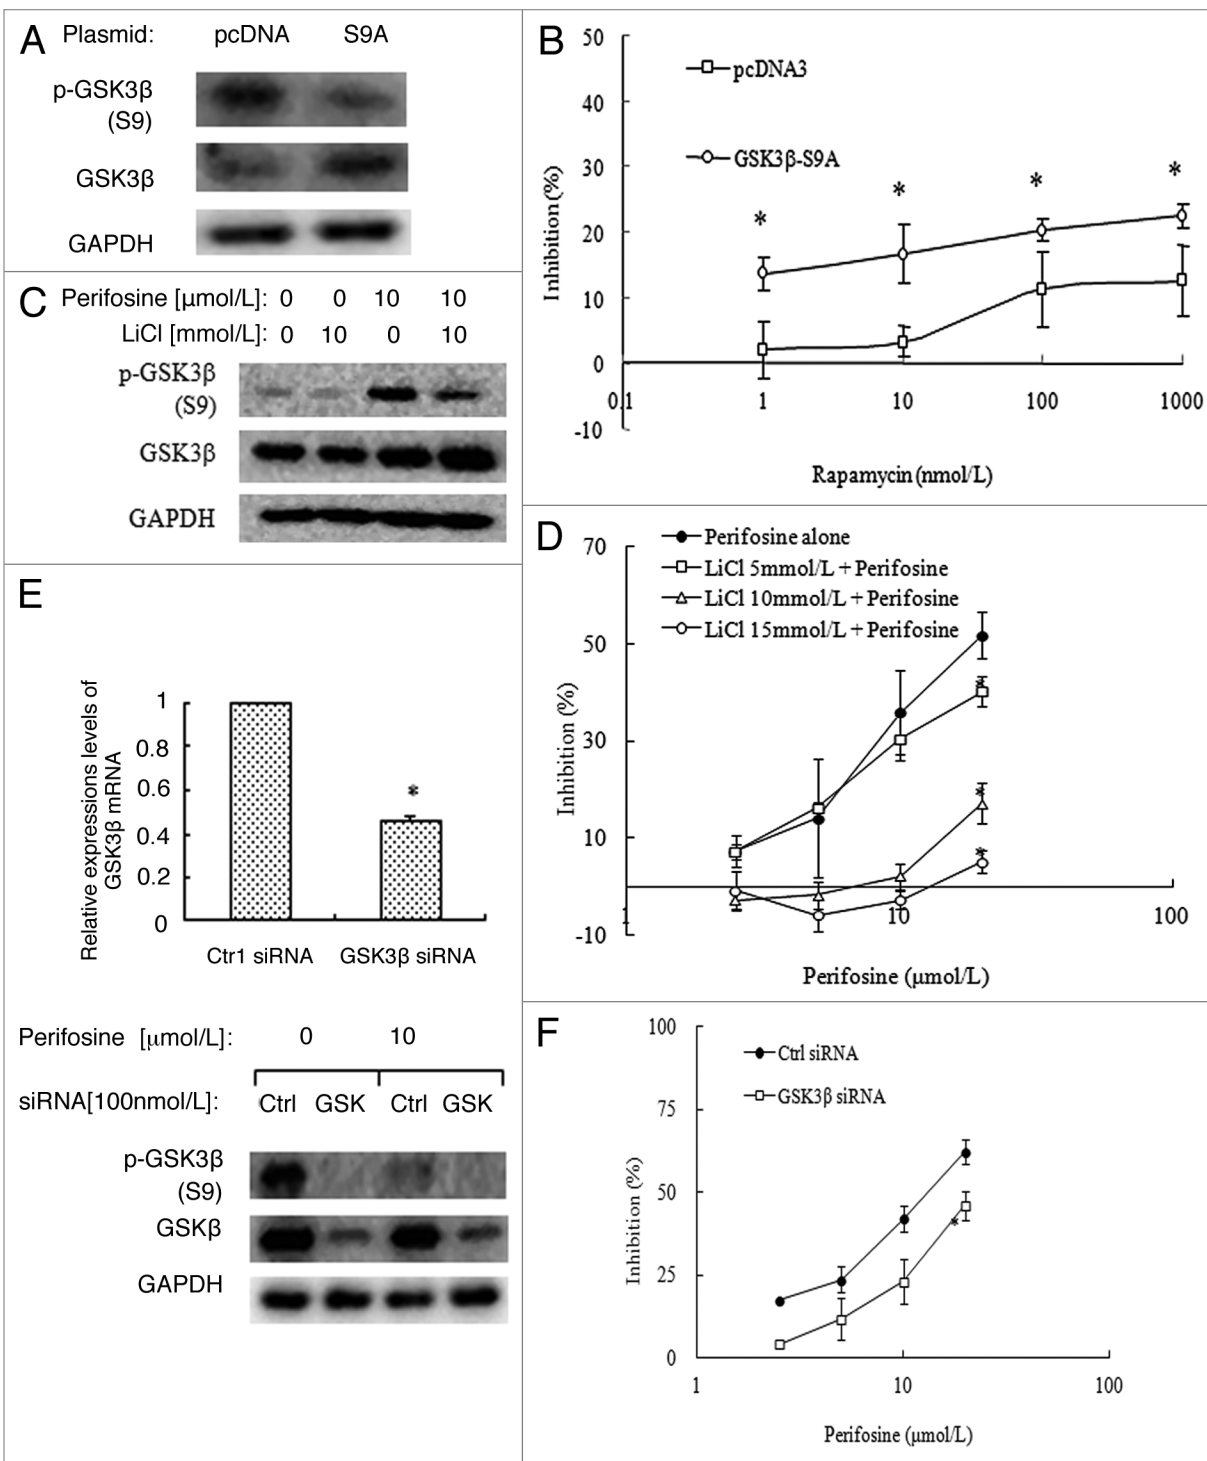 A
Plasmid: pcDNA S9A
p-GSK3β
(S9)
GSK3β
GAPDH
B
50
40
30
20
10
0
-10
0.1 1 10 100 1000
Inhibition (%)
Rapamycin (nmol/L)
pcDNA3
GSK3β-S9A
*
*
*
*
C
Perifosine [μmol/L]: 0 0 10 10
LiCl [mmol/L]: 0 10 0 10
p-GSK3β
(S9)
GSK3β
GAPDH
D
Perifosine alone
LiCl 5mmol/L + Perifosine
LiCl 10mmol/L + Perifosine
LiCl 15mmol/L + Perifosine
70
50
30
10
-10
1 10 100
Inhibition (%)
Perifosine (μmol/L)
*
*
*
E
Relative expressions levels of
GSK3β mRNA
1
0.8
0.6
0.4
0.2
0
*
Ctr1 siRNA GSK3β siRNA
Perifosine [μmol/L]: 0 10
siRNA[100nmol/L]: Ctrl GSK Ctrl GSK
p-GSK3β
(S9)
GSKβ
GAPDH
F
Ctrl siRNA
GSK3β siRNA
100
75
50
25
0
1 10 100
Inhibition (%)
Perifosine (μmol/L)
*